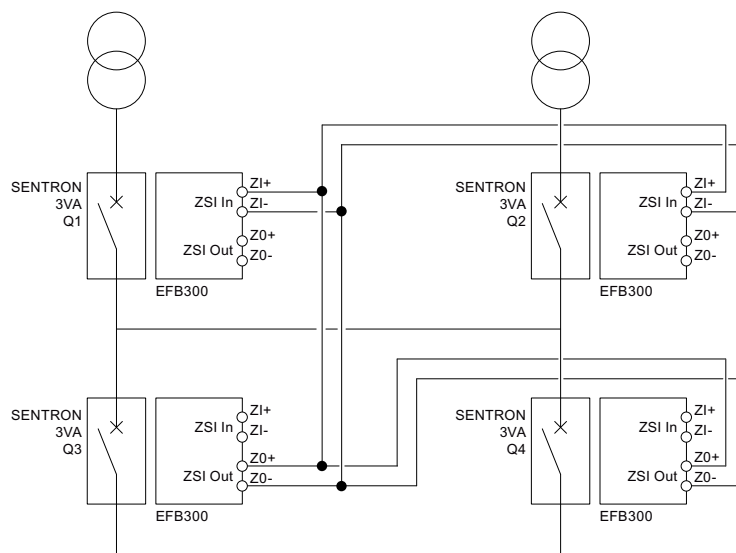 SENTRON
3VA
Q1
ZSI In
ZI+
ZI-
ZSI Out
Z0+
Z0-
EFB300
SENTRON
3VA
Q2
ZSI In
ZI+
ZI-
ZSI Out
Z0+
Z0-
EFB300
SENTRON
3VA
Q3
ZSI In
ZI+
ZI-
ZSI Out
Z0+
Z0-
EFB300
SENTRON
3VA
Q4
ZSI In
ZI+
ZI-
ZSI Out
Z0+
Z0-
EFB300